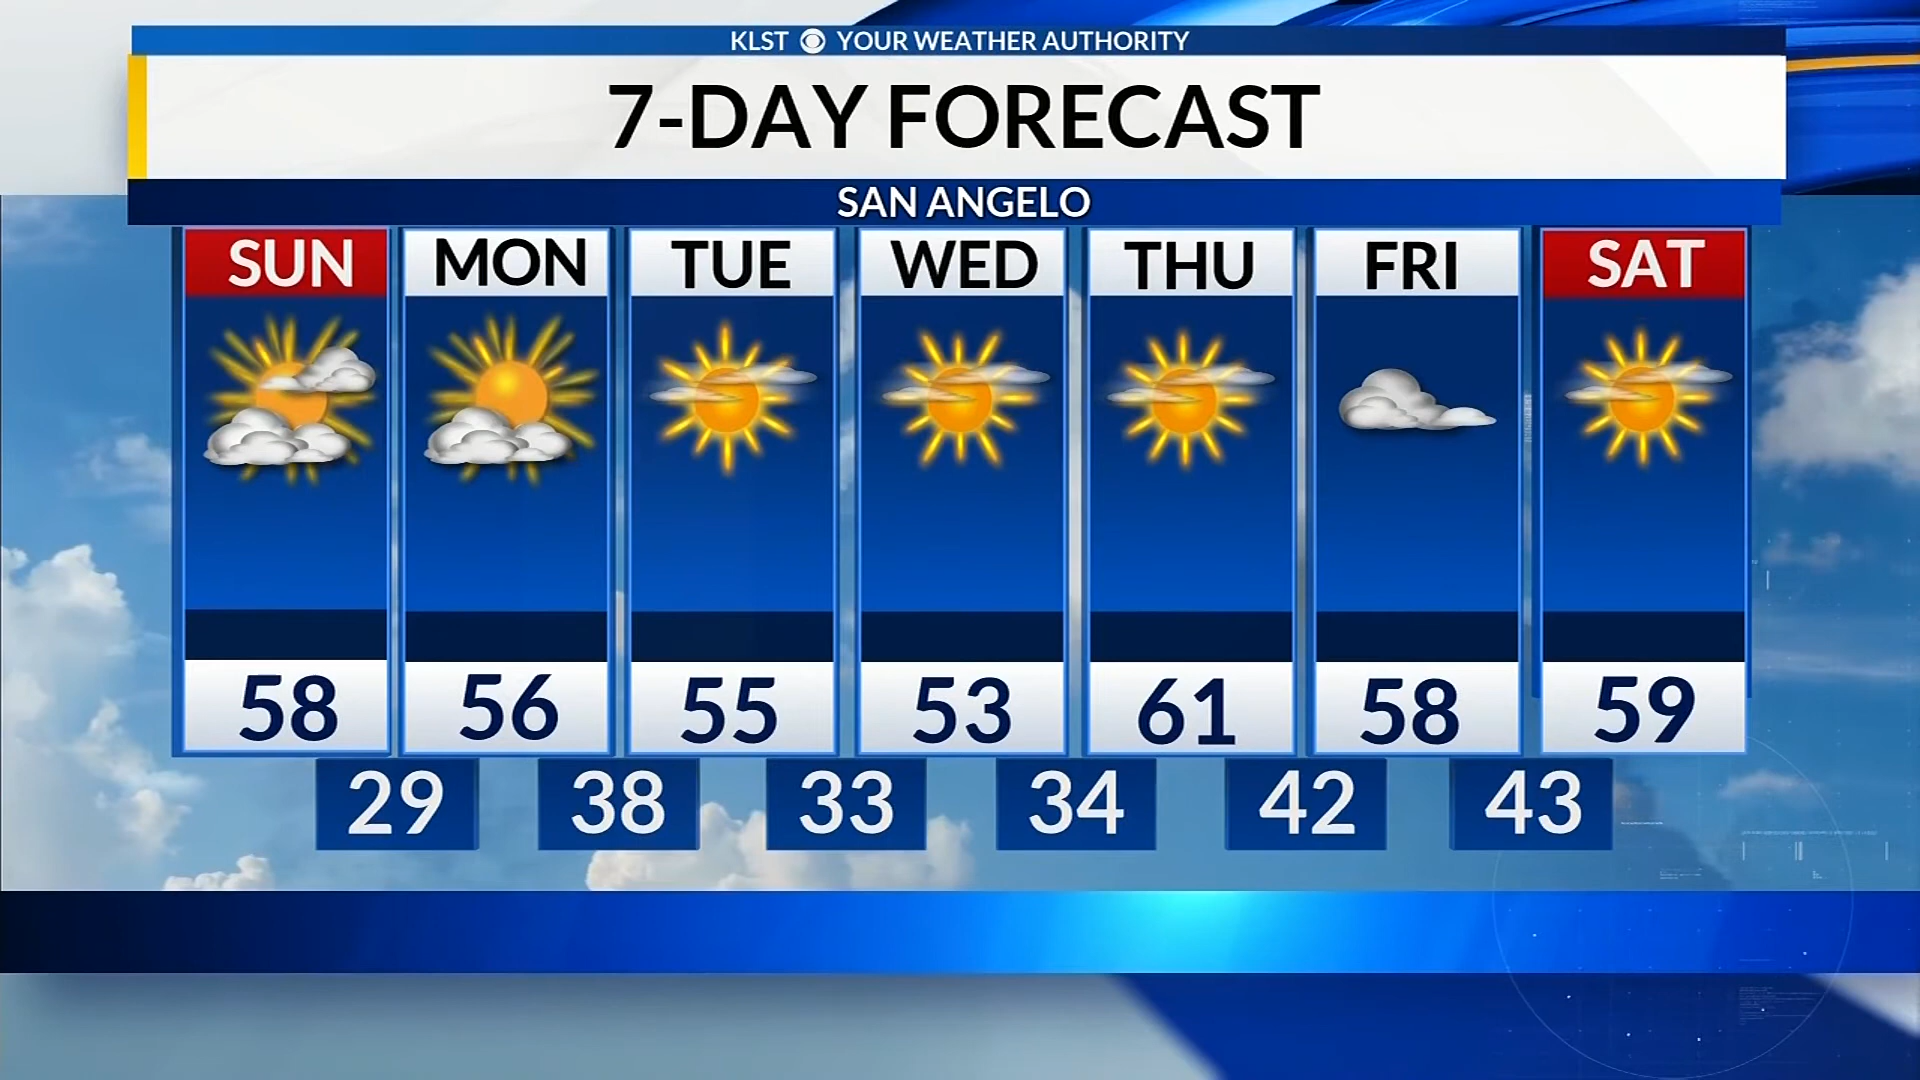 KLST YOUR WEATHER AUTHORITY
7-DAY FORECAST
SAN ANGELO
SUN MON TUE WED THU FRI SAT
58 56 55 53 61 58 59
29 38 33 34 42 43